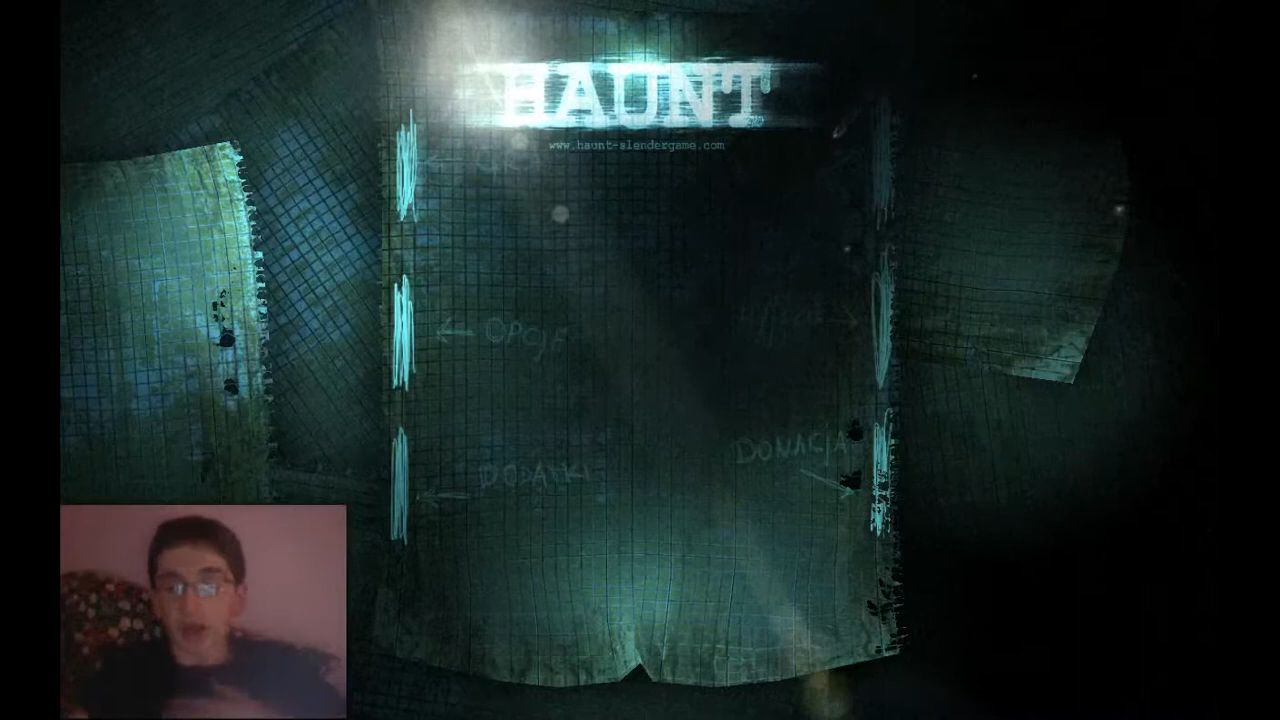 HAUNT
www.haunt-slendergame.com
← OPCJE
DONACJA
← DODATKI